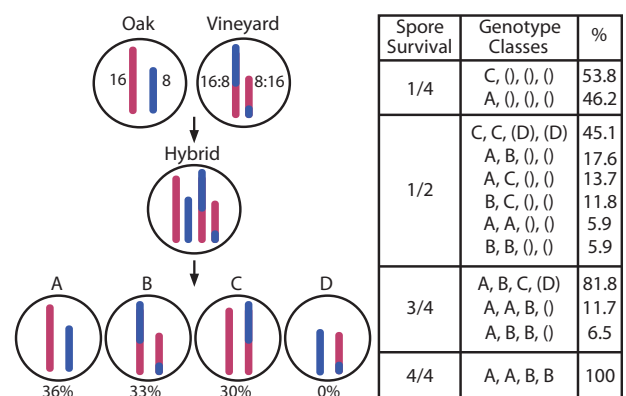 Oak Vineyard
16 8 16:8 8:16
Hybrid
A B C D
36% 33% 30% 0%
Spore Survival Genotype Classes %
1/4
C, (), (), () 53.8
A, (), (), () 46.2
1/2
C, C, (D), (D) 45.1
A, B, (), () 17.6
A, C, (), () 13.7
B, C, (), () 11.8
A, A, (), () 5.9
B, B, (), () 5.9
3/4
A, B, C, (D) 81.8
A, A, B, () 11.7
A, B, B, () 6.5
4/4 A, A, B, B 100